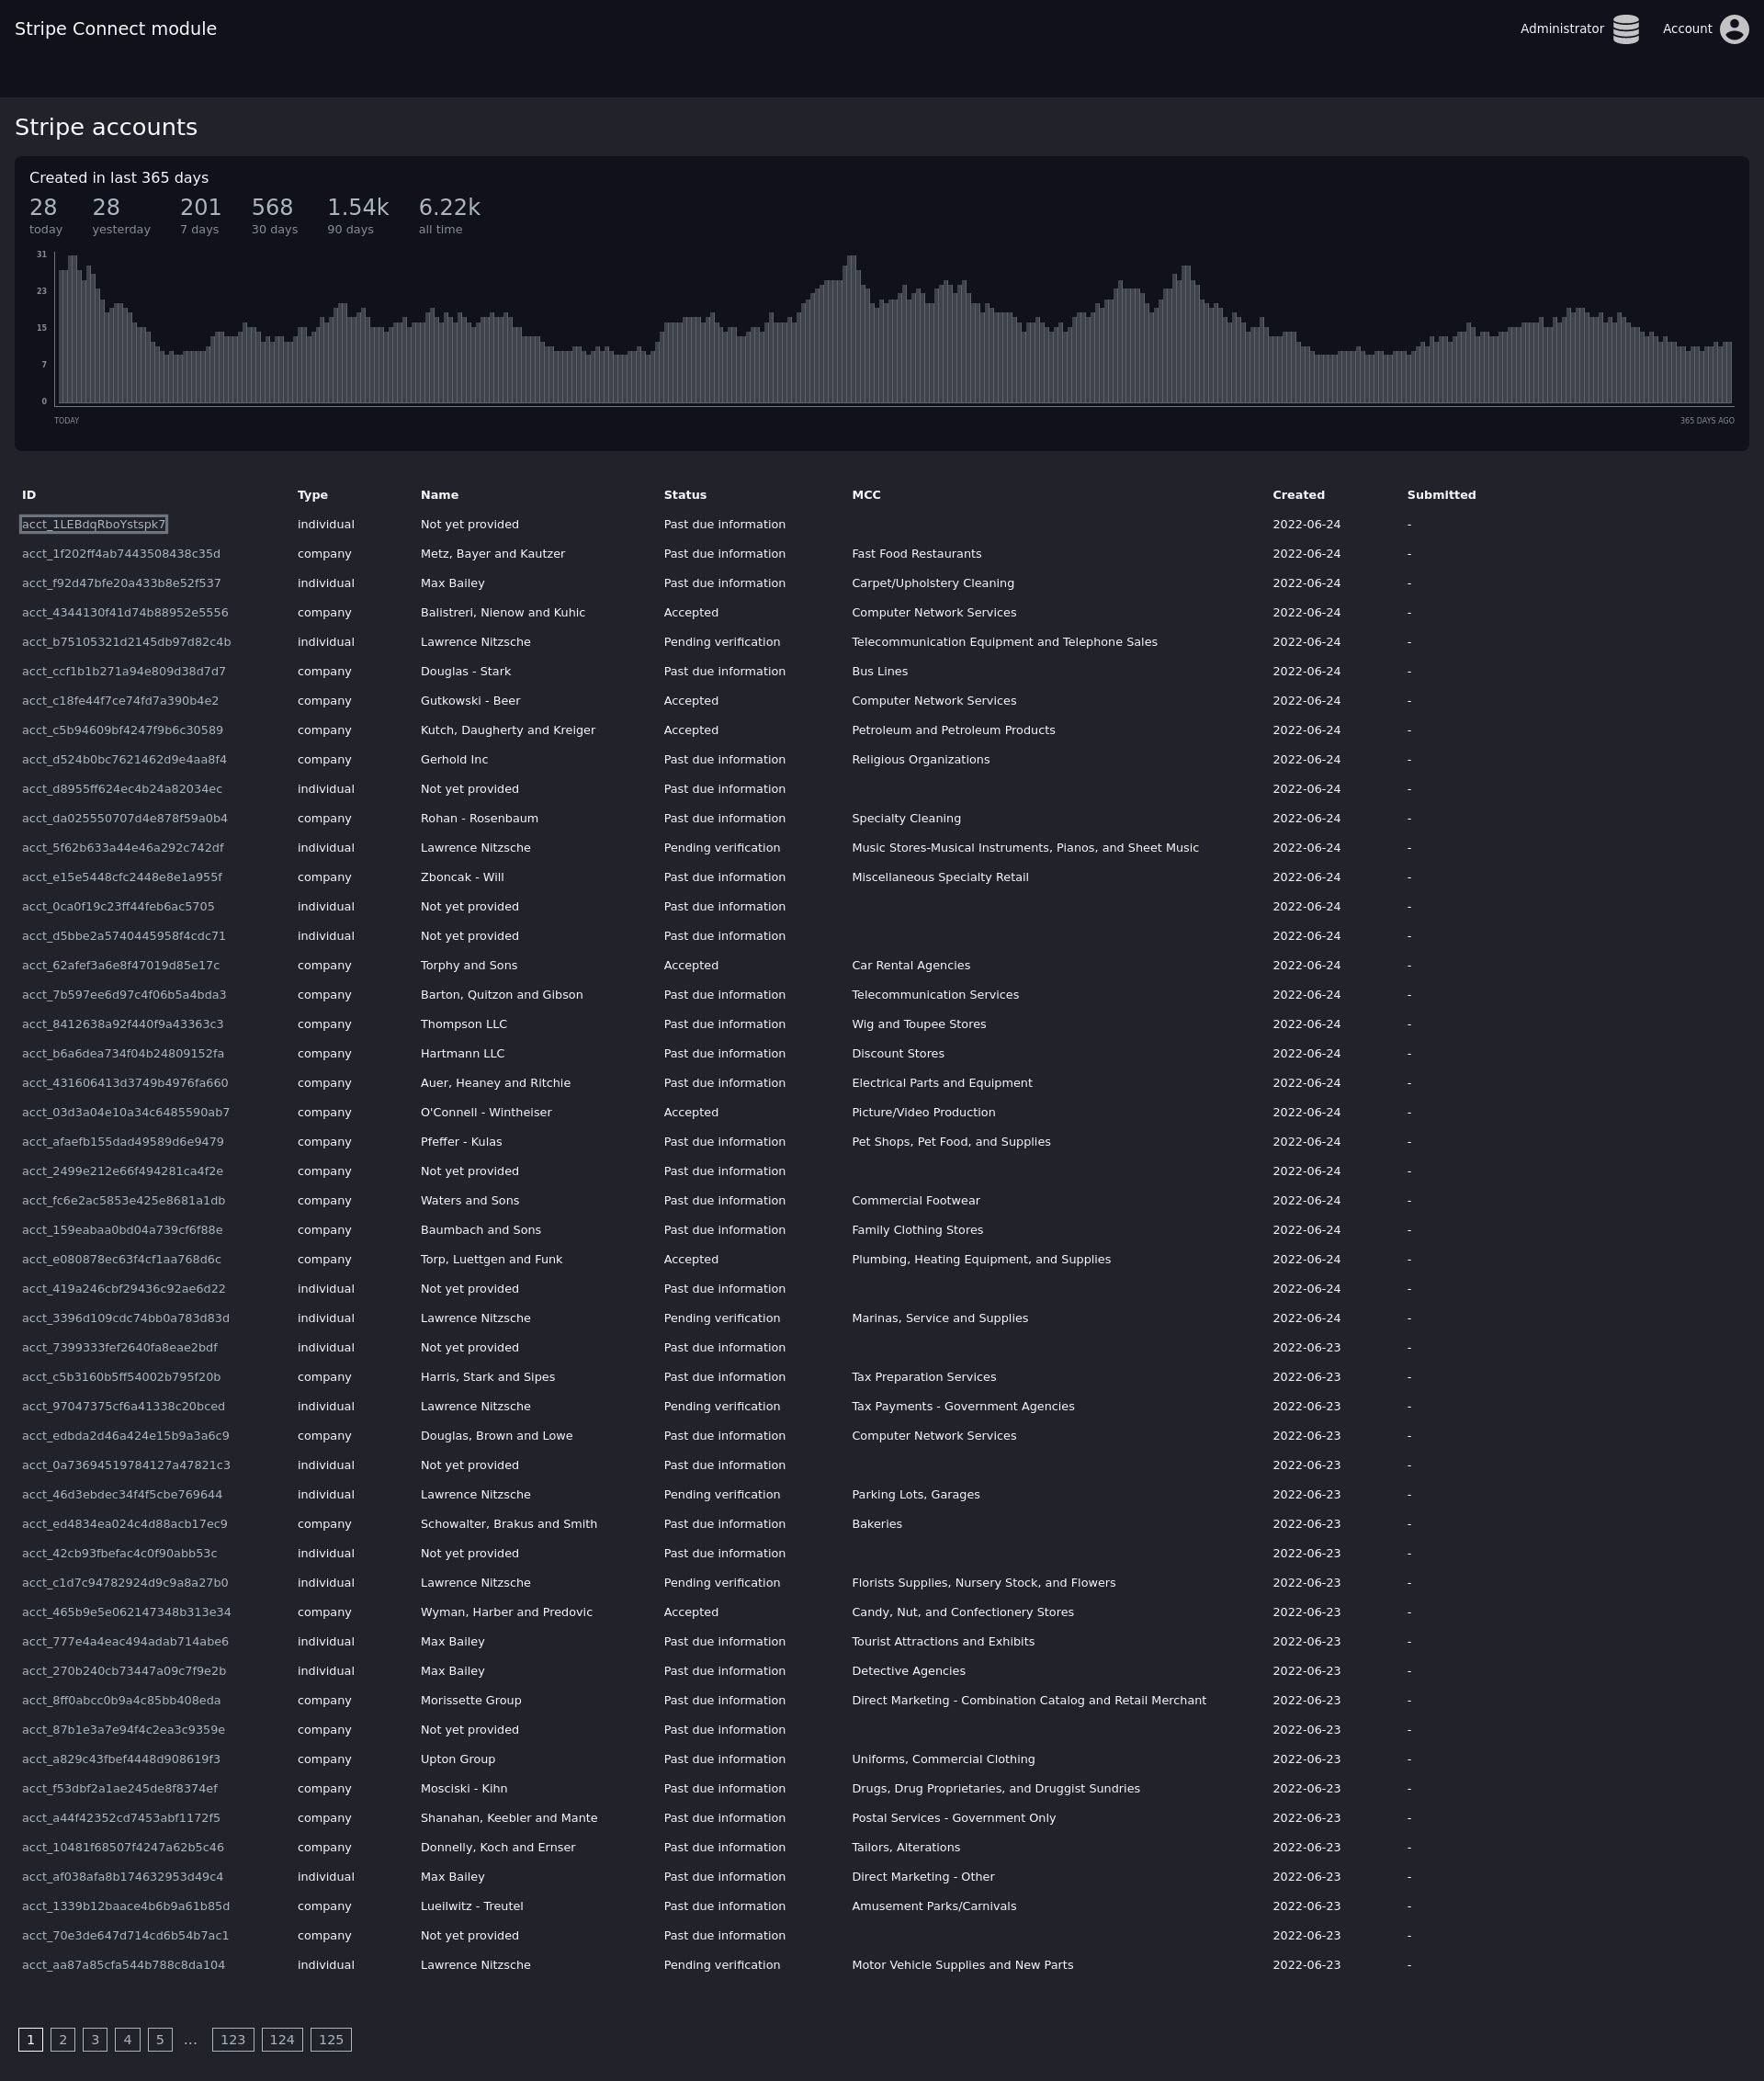 Stripe Connect module
Administrator
Account
Stripe accounts
Created in last 365 days
28 28 201 568 1.54k 6.22k
today yesterday 7 days 30 days 90 days all time
31
23
15
7
0
TODAY 365 DAYS AGO
ID Type Name Status MCC Created Submitted
acct_1LEBdqRboYstspk7 individual Not yet provided Past due information 2022-06-24 -
acct_1f202ff4ab7443508438c35d company Metz, Bayer and Kautzer Past due information Fast Food Restaurants 2022-06-24 -
acct_f92d47bfe20a433b8e52f537 individual Max Bailey Past due information Carpet/Upholstery Cleaning 2022-06-24 -
acct_4344130f41d74b88952e5556 company Balistreri, Nienow and Kuhic Accepted Computer Network Services 2022-06-24 -
acct_b75105321d2145db97d82c4b individual Lawrence Nitzsche Pending verification Telecommunication Equipment and Telephone Sales 2022-06-24 -
acct_ccf1b1b271a94e809d38d7d7 company Douglas - Stark Past due information Bus Lines 2022-06-24 -
acct_c18fe44f7ce74fd7a390b4e2 company Gutkowski - Beer Accepted Computer Network Services 2022-06-24 -
acct_c5b94609bf4247f9b6c30589 company Kutch, Daugherty and Kreiger Accepted Petroleum and Petroleum Products 2022-06-24 -
acct_d524b0bc7621462d9e4aa8f4 company Gerhold Inc Past due information Religious Organizations 2022-06-24 -
acct_d8955ff624ec4b24a82034ec individual Not yet provided Past due information 2022-06-24 -
acct_da025550707d4e878f59a0b4 company Rohan - Rosenbaum Past due information Specialty Cleaning 2022-06-24 -
acct_5f62b633a44e46a292c742df individual Lawrence Nitzsche Pending verification Music Stores-Musical Instruments, Pianos, and Sheet Music 2022-06-24 -
acct_e15e5448cfc2448e8e1a955f company Zboncak - Will Past due information Miscellaneous Specialty Retail 2022-06-24 -
acct_0ca0f19c23ff44feb6ac5705 individual Not yet provided Past due information 2022-06-24 -
acct_d5bbe2a5740445958f4cdc71 individual Not yet provided Past due information 2022-06-24 -
acct_62afef3a6e8f47019d85e17c company Torphy and Sons Accepted Car Rental Agencies 2022-06-24 -
acct_7b597ee6d97c4f06b5a4bda3 company Barton, Quitzon and Gibson Past due information Telecommunication Services 2022-06-24 -
acct_8412638a92f440f9a43363c3 company Thompson LLC Past due information Wig and Toupee Stores 2022-06-24 -
acct_b6a6dea734f04b24809152fa company Hartmann LLC Past due information Discount Stores 2022-06-24 -
acct_431606413d3749b4976fa660 company Auer, Heaney and Ritchie Past due information Electrical Parts and Equipment 2022-06-24 -
acct_03d3a04e10a34c6485590ab7 company O'Connell - Wintheiser Accepted Picture/Video Production 2022-06-24 -
acct_afaefb155dad49589d6e9479 company Pfeffer - Kulas Past due information Pet Shops, Pet Food, and Supplies 2022-06-24 -
acct_2499e212e66f494281ca4f2e company Not yet provided Past due information 2022-06-24 -
acct_fc6e2ac5853e425e8681a1db company Waters and Sons Past due information Commercial Footwear 2022-06-24 -
acct_159eabaa0bd04a739cf6f88e company Baumbach and Sons Past due information Family Clothing Stores 2022-06-24 -
acct_e080878ec63f4cf1aa768d6c company Torp, Luettgen and Funk Accepted Plumbing, Heating Equipment, and Supplies 2022-06-24 -
acct_419a246cbf29436c92ae6d22 individual Not yet provided Past due information 2022-06-24 -
acct_3396d109cdc74bb0a783d83d individual Lawrence Nitzsche Pending verification Marinas, Service and Supplies 2022-06-24 -
acct_7399333fef2640fa8eae2bdf individual Not yet provided Past due information 2022-06-23 -
acct_c5b3160b5ff54002b795f20b company Harris, Stark and Sipes Past due information Tax Preparation Services 2022-06-23 -
acct_97047375cf6a41338c20bced individual Lawrence Nitzsche Pending verification Tax Payments - Government Agencies 2022-06-23 -
acct_edbda2d46a424e15b9a3a6c9 company Douglas, Brown and Lowe Past due information Computer Network Services 2022-06-23 -
acct_0a73694519784127a47821c3 individual Not yet provided Past due information 2022-06-23 -
acct_46d3ebdec34f4f5cbe769644 individual Lawrence Nitzsche Pending verification Parking Lots, Garages 2022-06-23 -
acct_ed4834ea024c4d88acb17ec9 company Schowalter, Brakus and Smith Past due information Bakeries 2022-06-23 -
acct_42cb93fbefac4c0f90abb53c individual Not yet provided Past due information 2022-06-23 -
acct_c1d7c94782924d9c9a8a27b0 individual Lawrence Nitzsche Pending verification Florists Supplies, Nursery Stock, and Flowers 2022-06-23 -
acct_465b9e5e062147348b313e34 company Wyman, Harber and Predovic Accepted Candy, Nut, and Confectionery Stores 2022-06-23 -
acct_777e4a4eac494adab714abe6 individual Max Bailey Past due information Tourist Attractions and Exhibits 2022-06-23 -
acct_270b240cb73447a09c7f9e2b individual Max Bailey Past due information Detective Agencies 2022-06-23 -
acct_8ff0abcc0b9a4c85bb408eda company Morissette Group Past due information Direct Marketing - Combination Catalog and Retail Merchant 2022-06-23 -
acct_87b1e3a7e94f4c2ea3c9359e company Not yet provided Past due information 2022-06-23 -
acct_a829c43fbef4448d908619f3 company Upton Group Past due information Uniforms, Commercial Clothing 2022-06-23 -
acct_f53dbf2a1ae245de8f8374ef company Mosciski - Kihn Past due information Drugs, Drug Proprietaries, and Druggist Sundries 2022-06-23 -
acct_a44f42352cd7453abf1172f5 company Shanahan, Keebler and Mante Past due information Postal Services - Government Only 2022-06-23 -
acct_10481f68507f4247a62b5c46 company Donnelly, Koch and Ernser Past due information Tailors, Alterations 2022-06-23 -
acct_af038afa8b174632953d49c4 individual Max Bailey Past due information Direct Marketing - Other 2022-06-23 -
acct_1339b12baace4b6b9a61b85d company Lueilwitz - Treutel Past due information Amusement Parks/Carnivals 2022-06-23 -
acct_70e3de647d714cd6b54b7ac1 company Not yet provided Past due information 2022-06-23 -
acct_aa87a85cfa544b788c8da104 individual Lawrence Nitzsche Pending verification Motor Vehicle Supplies and New Parts 2022-06-23 -
1 2 3 4 5 ... 123 124 125